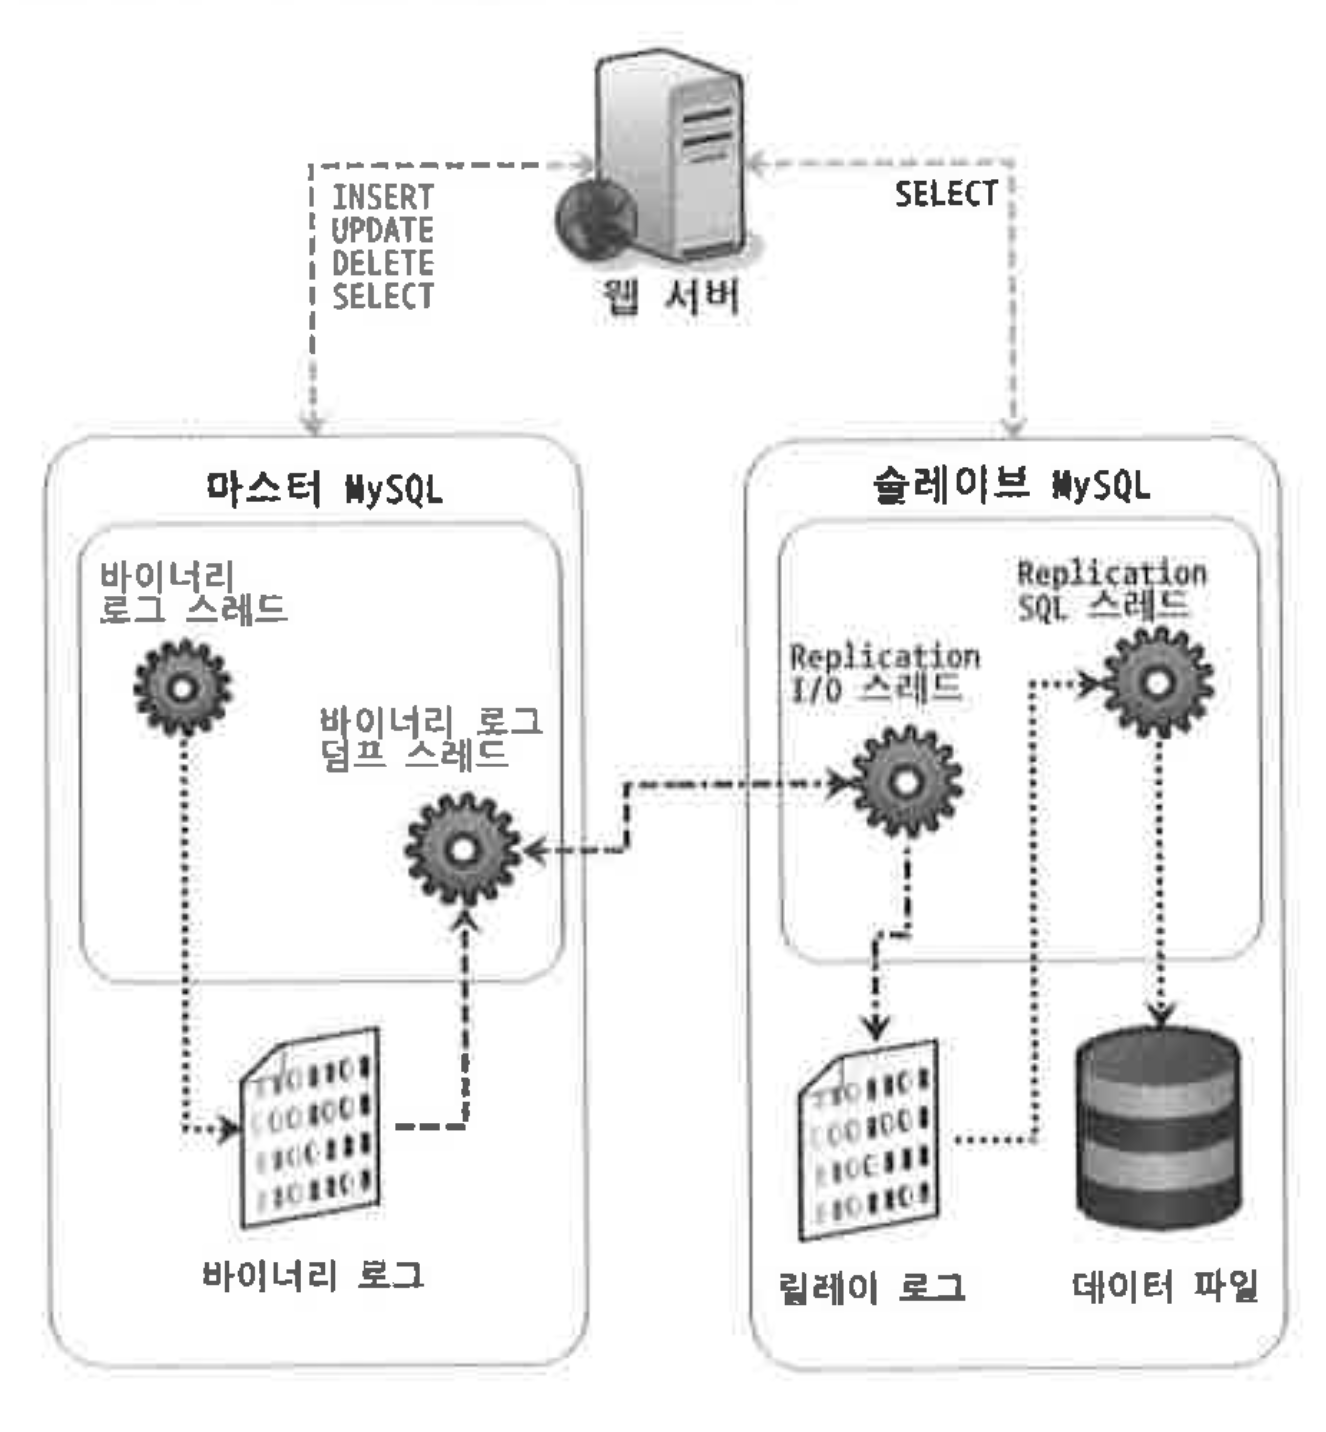 INSERT
UPDATE
DELETE
SELECT
SELECT
웹 서버
마스터 MySQL
바이너리
로그 스레드
바이너리 로그
덤프 스레드
바이너리 로그
슬레이브 MySQL
Replication
SQL 스레드
Replication
I/O 스레드
릴레이 로그
데이터 파일